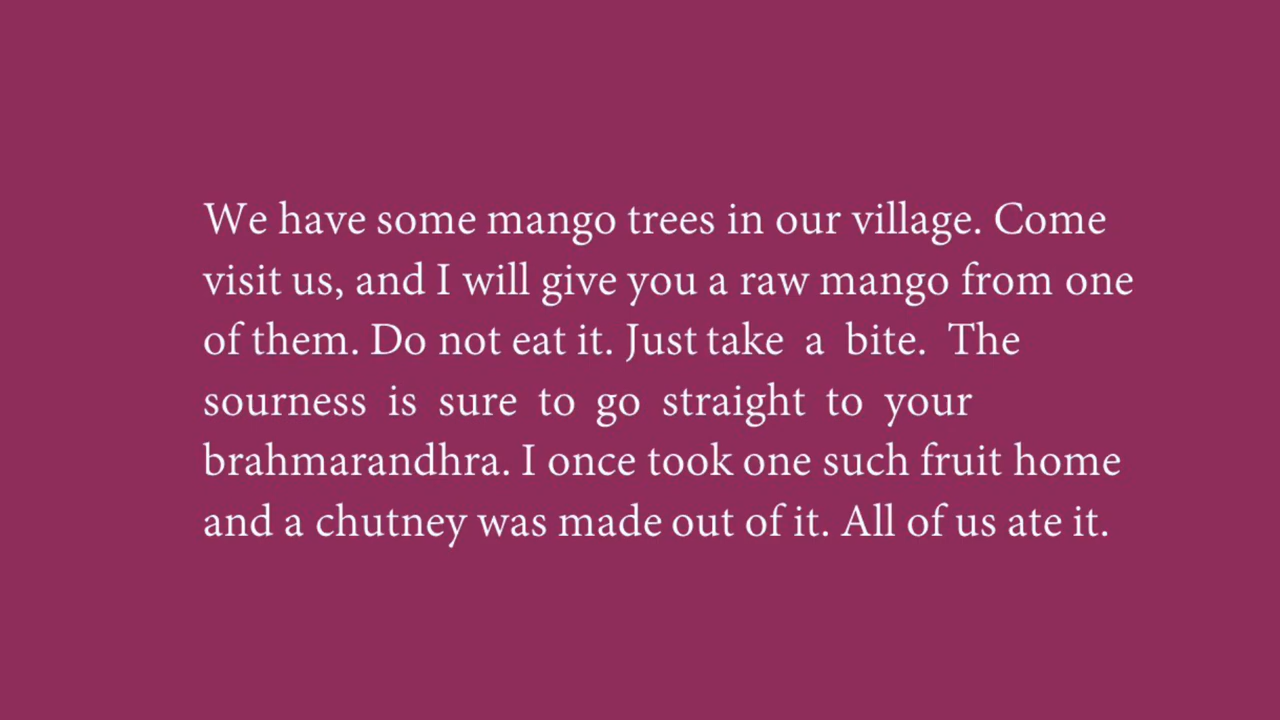 We have some mango trees in our village. Come
visit us, and I will give you a raw mango from one
of them. Do not eat it. Just take a bite. The
sourness is sure to go straight to your
brahmarandhra. I once took one such fruit home
and a chutney was made out of it. All of us ate it.